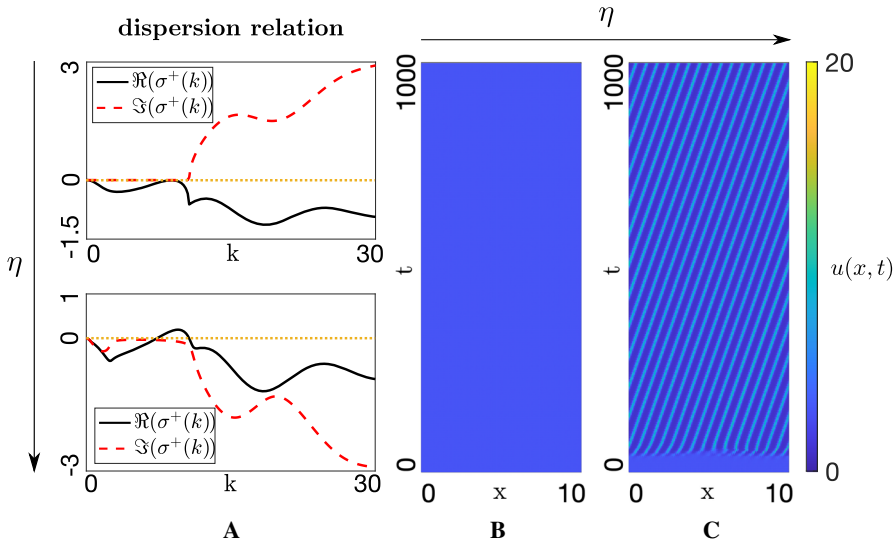 dispersion relation
η
η
3
0
-1.5
ℜ(σ⁺(k))
ℑ(σ⁺(k))
0
k
30
1
0
-3
ℜ(σ⁺(k))
ℑ(σ⁺(k))
0
k
30
A
1000
t
0
0
x
10
B
1000
t
0
0
x
10
C
20
u(x, t)
0